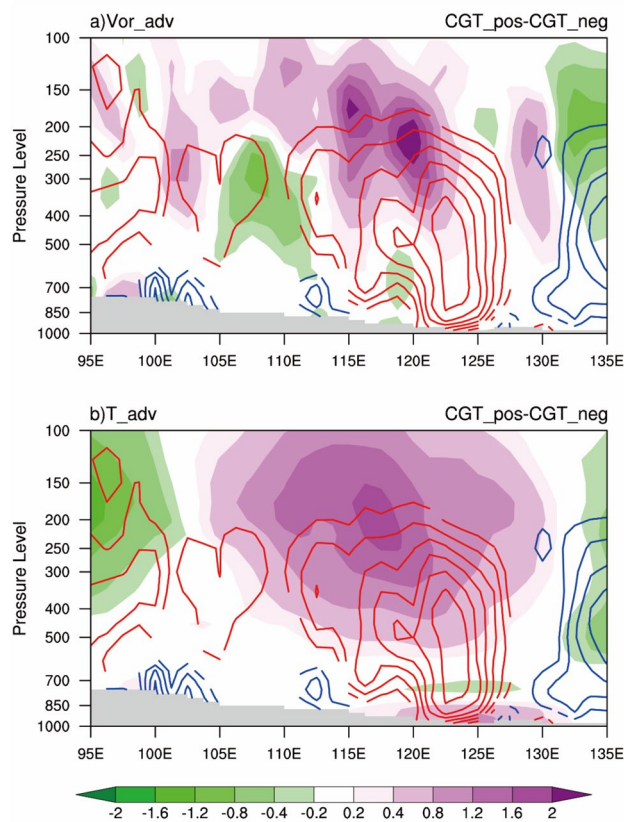 a)Vor_adv CGT_pos-CGT_neg
100
150
200
250
300
400
500
700
850
1000
Pressure Level
95E 100E 105E 110E 115E 120E 125E 130E 135E
b)T_adv CGT_pos-CGT_neg
100
150
200
250
300
400
500
700
850
1000
Pressure Level
95E 100E 105E 110E 115E 120E 125E 130E 135E
-2 -1.6 -1.2 -0.8 -0.4 -0.2 0.2 0.4 0.8 1.2 1.6 2